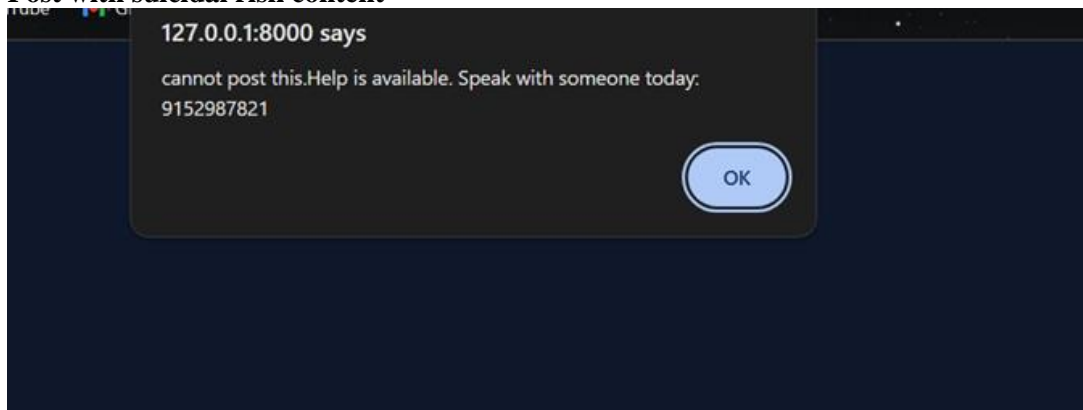 127.0.0.1:8000 says
cannot post this.Help is available. Speak with someone today:
9152987821
OK